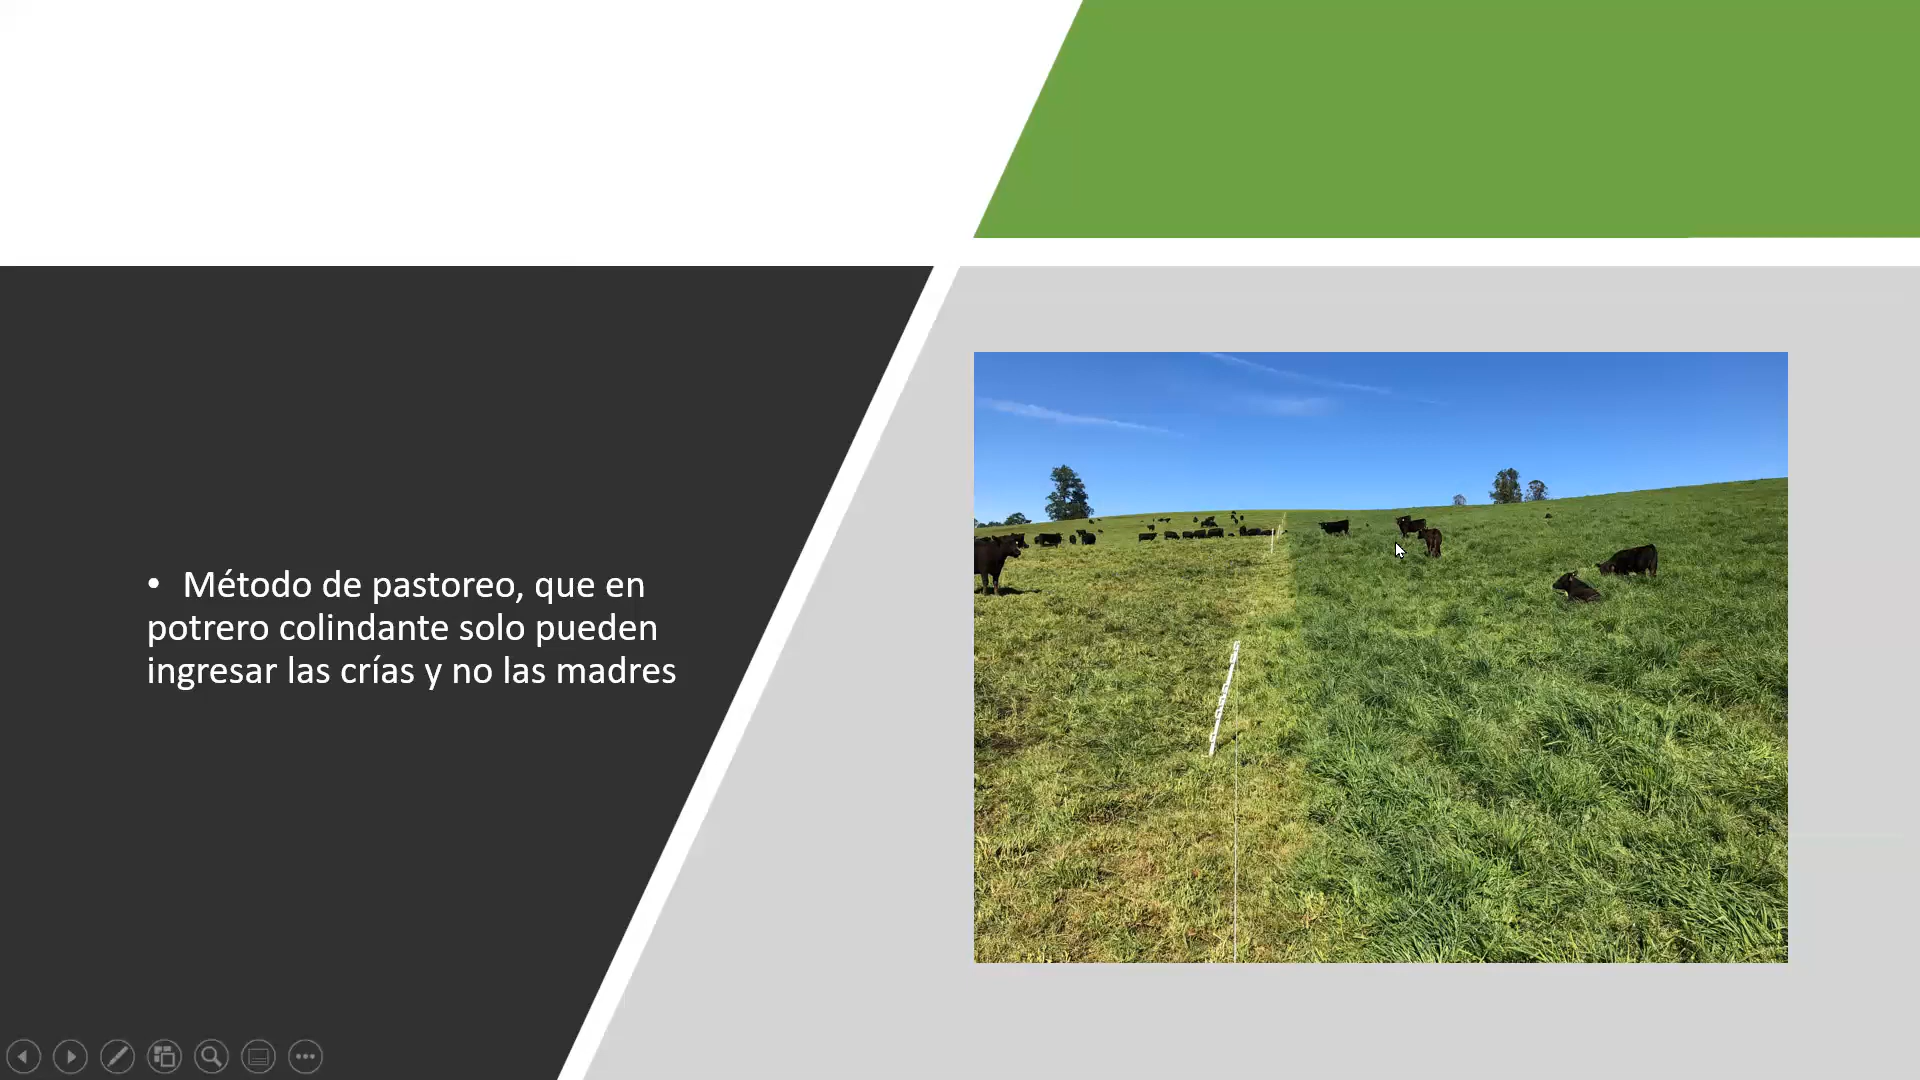 • Método de pastoreo, que en
potrero colindante solo pueden
ingresar las crías y no las madres